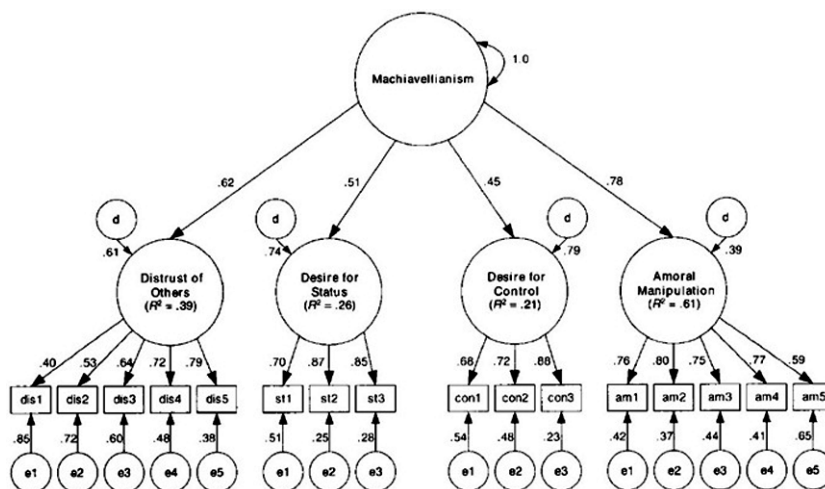 Machiavellianism
1.0
.62
.51
.45
.78
d
d
d
d
.61
.74
.79
.39
Distrust of
Others
(R² = .39)
Desire for
Status
(R² = .26)
Desire for
Control
(R² = .21)
Amoral
Manipulation
(R² = .61)
.40
.53
.64
.72
.79
.70
.87
.85
.68
.72
.88
.76
.80
.75
.77
.59
dis1
dis2
dis3
dis4
dis5
st1
st2
st3
con1
con2
con3
am1
am2
am3
am4
am5
.85
.72
.60
.48
.38
.51
.25
.28
.54
.48
.23
.42
.37
.44
.41
.65
e1
e2
e3
e4
e5
e1
e2
e3
e1
e2
e3
e1
e2
e3
e4
e5